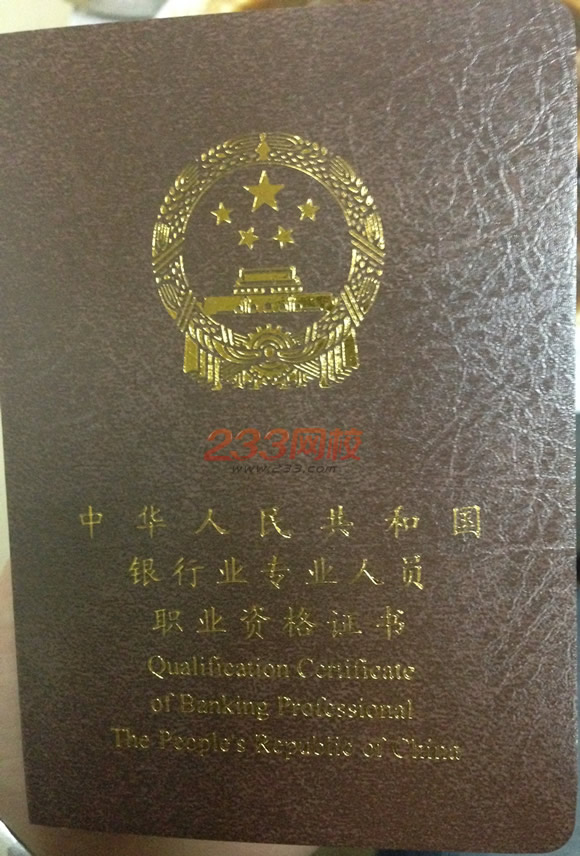 233网校
www.233.com
中华人民共和国
银行业专业人员
职业资格证书
Qualification Certificate
of Banking Professional
The People's Republic of China